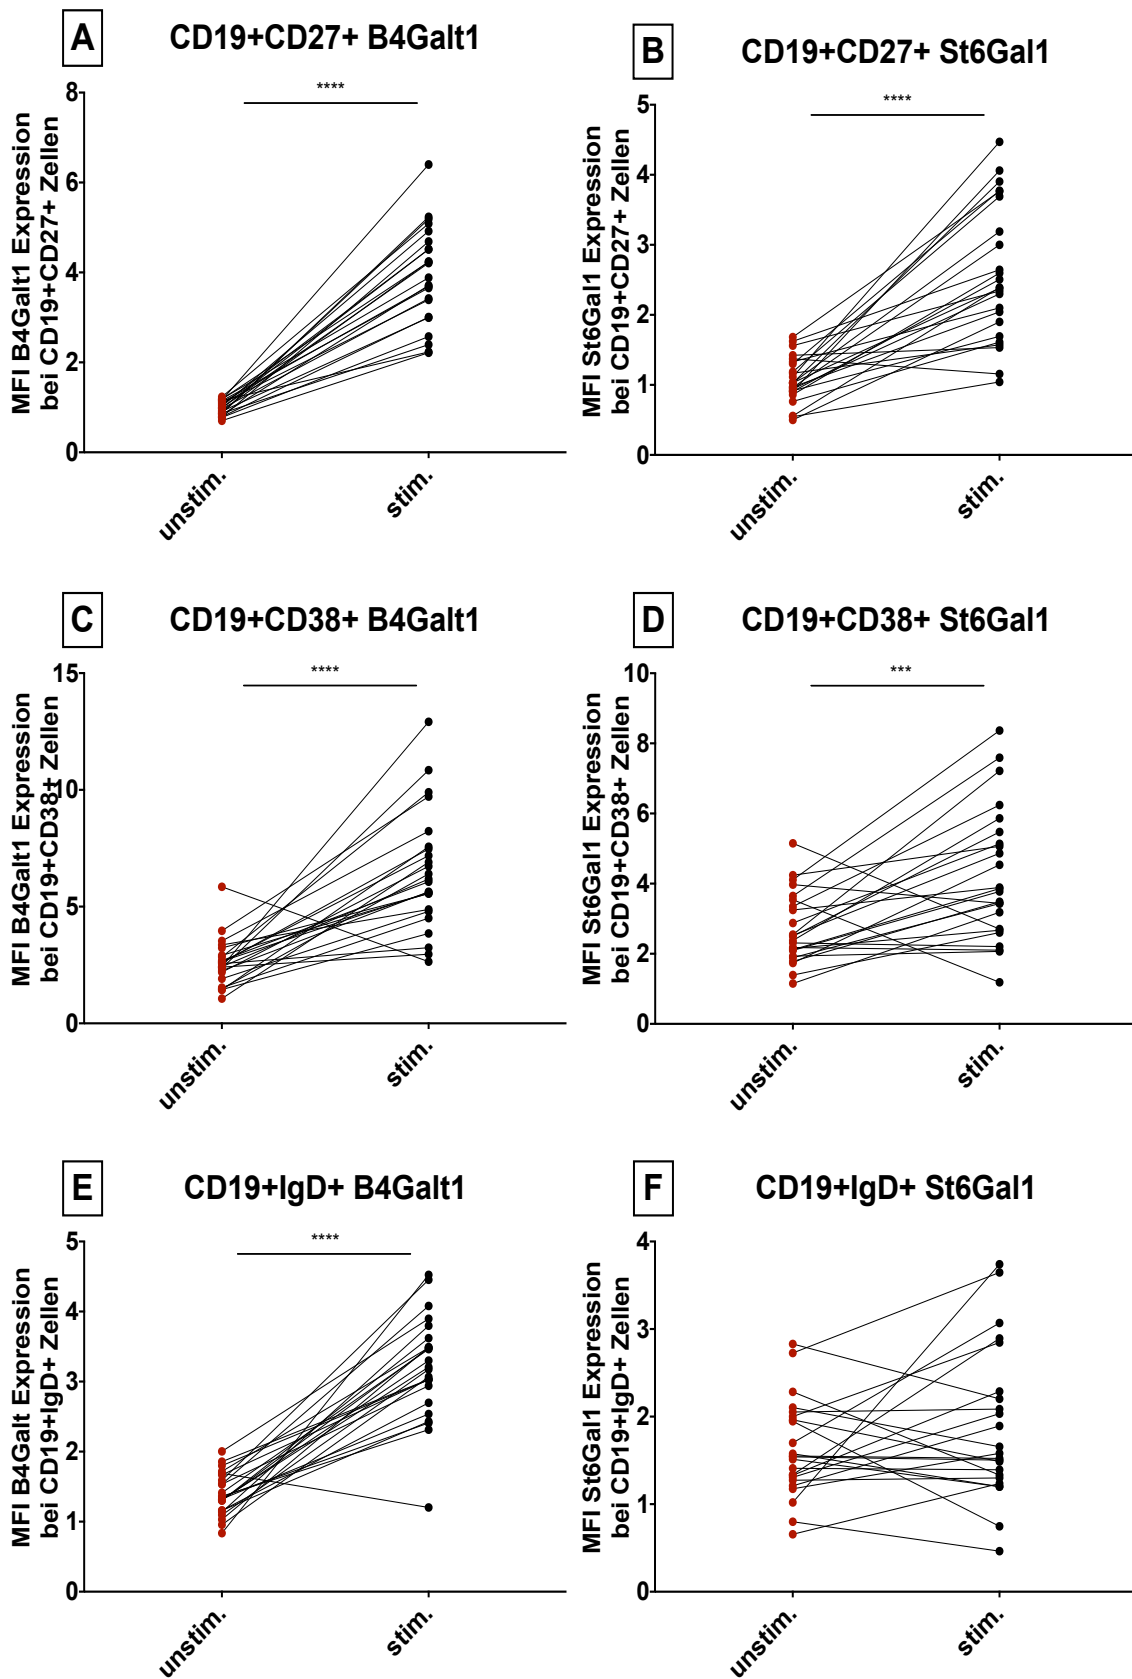 A
CD19+CD27+ B4Galt1
MFI B4Galt1 Expression
bei CD19+CD27+ Zellen
8
6
4
2
0
****
unstim.
stim.
B
CD19+CD27+ St6Gal1
MFI St6Gal1 Expression
bei CD19+CD27+ Zellen
5
4
3
2
1
0
****
unstim.
stim.
C
CD19+CD38+ B4Galt1
MFI B4Galt1 Expression
bei CD19+CD38+ Zellen
15
10
5
0
****
unstim.
stim.
D
CD19+CD38+ St6Gal1
MFI St6Gal1 Expression
bei CD19+CD38+ Zellen
10
8
6
4
2
0
***
unstim.
stim.
E
CD19+IgD+ B4Galt1
MFI B4Galt Expression
bei CD19+IgD+ Zellen
5
4
3
2
1
0
****
unstim.
stim.
F
CD19+IgD+ St6Gal1
MFI St6Gal1 Expression
bei CD19+IgD+ Zellen
4
3
2
1
0
unstim.
stim.